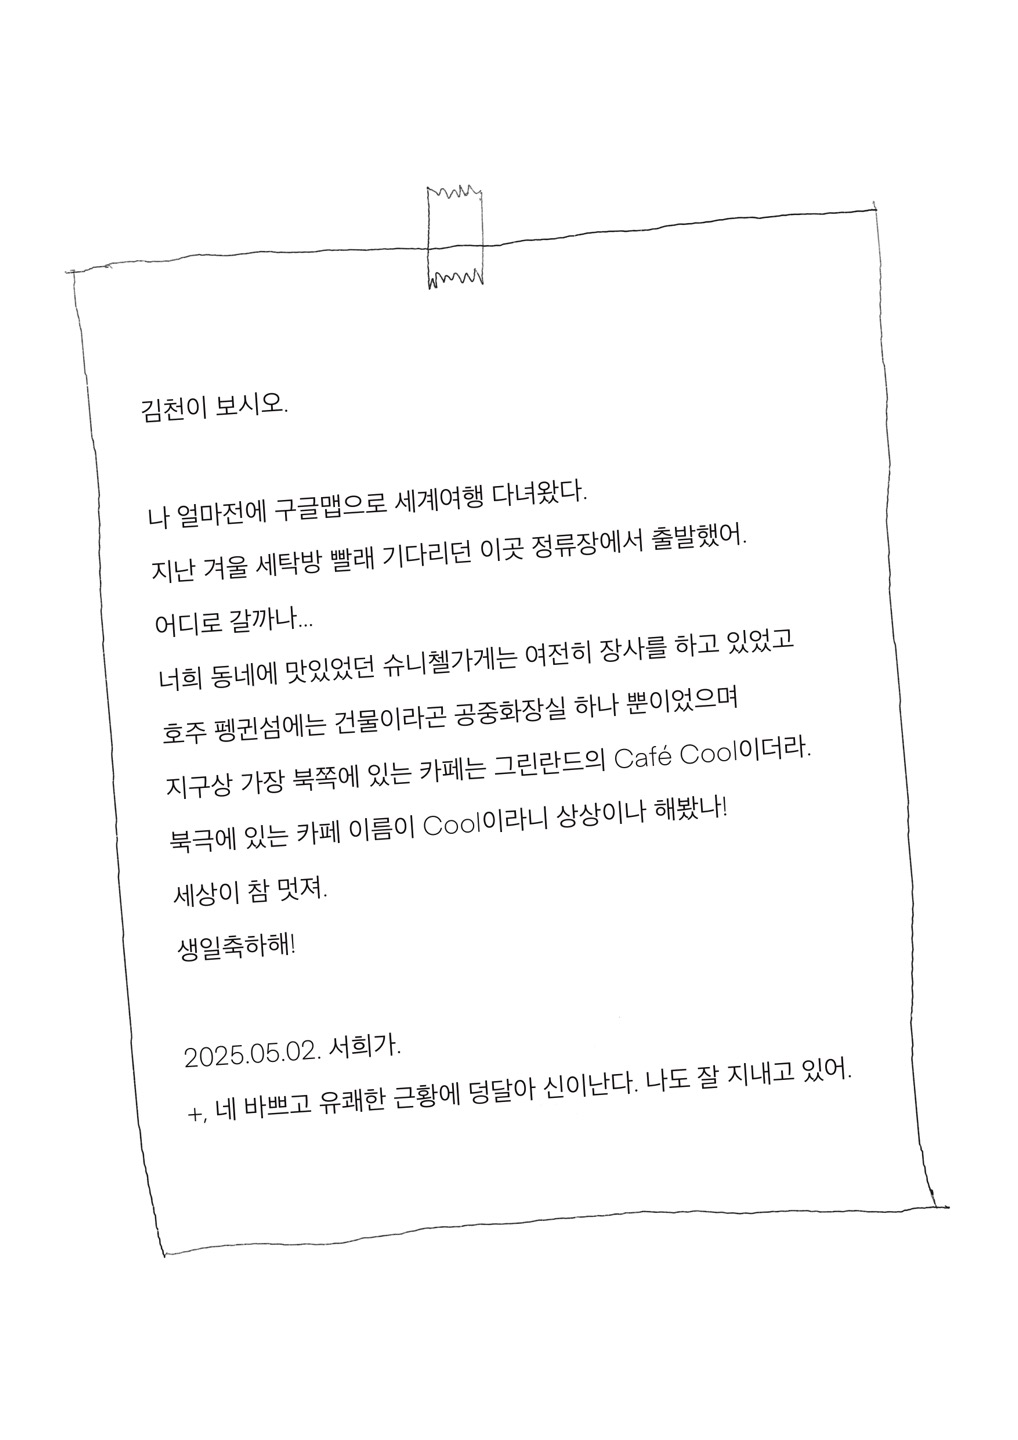 김천이 보시오.
나 얼마전에 구글맵으로 세계여행 다녀왔다.
지난 겨울 세탁방 빨래 기다리던 이곳 정류장에서 출발했어.
어디로 갈까나...
너희 동네에 맛있었던 슈니첼가게는 여전히 장사를 하고 있었고
호주 펭귄섬에는 건물이라곤 공중화장실 하나 뿐이었으며
지구상 가장 북쪽에 있는 카페는 그린란드의 Café Cool이더라.
북극에 있는 카페 이름이 Cool이라니 상상이나 해봤나!
세상이 참 멋져.
생일축하해!
2025.05.02. 서희가.
+, 네 바쁘고 유쾌한 근황에 덩달아 신이난다. 나도 잘 지내고 있어.